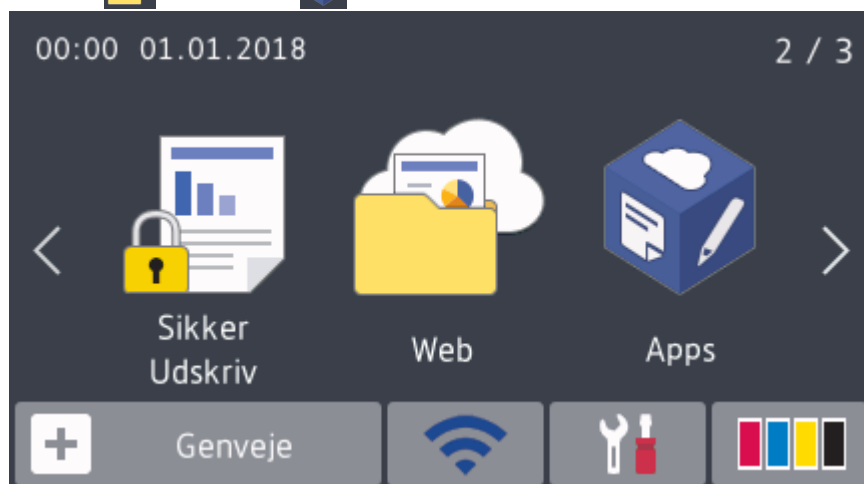 00:00 01.01.2018
2 / 3
Sikker
Udskriv
Web
Apps
Genveje